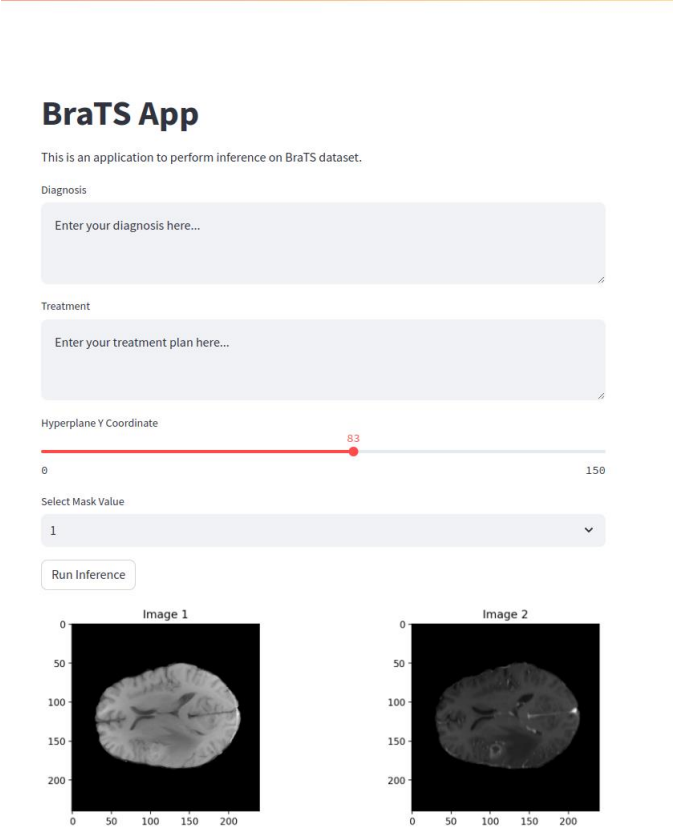 BraTS App
This is an application to perform inference on BraTS dataset.
Diagnosis
Enter your diagnosis here...
Treatment
Enter your treatment plan here...
Hyperplane Y Coordinate
83
0 150
Select Mask Value
1
Run Inference
Image 1 Image 2
0 0
50 50
100 100
150 150
200 200
0 50 100 150 200 0 50 100 150 200